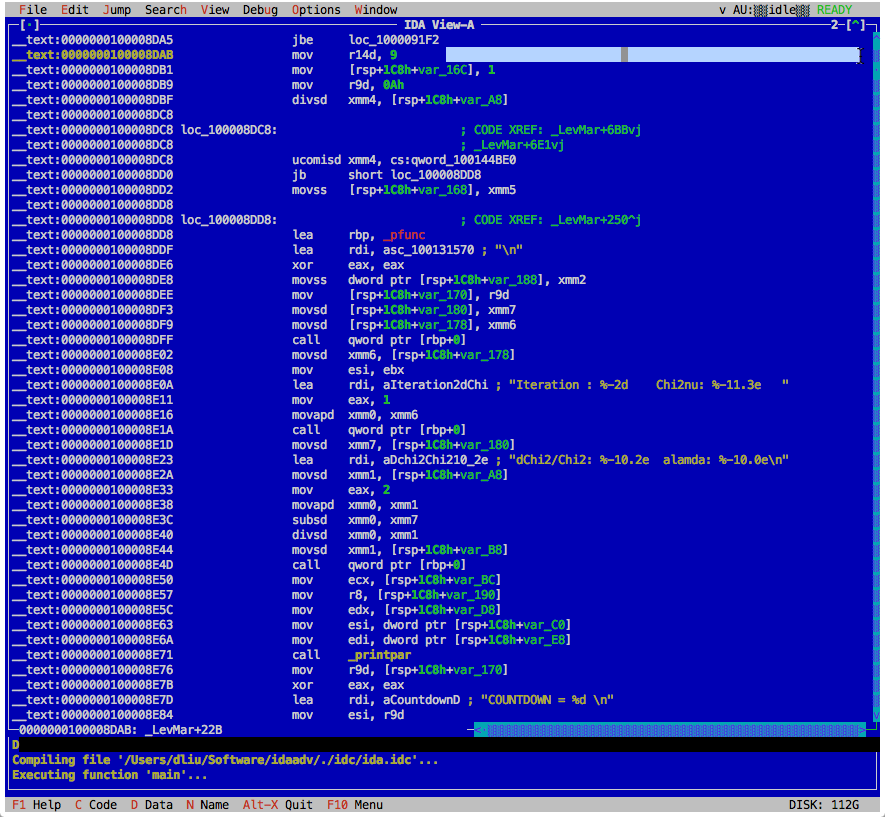 File Edit Jump Search View Debug Options Window v AU: idle READY
[▪] IDA View-A 2-[^]
__text:0000000100008DA5 jbe loc_1000091F2
__text:0000000100008DAB mov r14d, 9
__text:0000000100008DB1 mov [rsp+1C8h+var_16C], 1
__text:0000000100008DB9 mov r9d, 0Ah
__text:0000000100008DBF divsd xmm4, [rsp+1C8h+var_A8]
__text:0000000100008DC8
__text:0000000100008DC8 loc_100008DC8: ; CODE XREF: _LevMar+6BBvj
__text:0000000100008DC8 ; _LevMar+6E1vj
__text:0000000100008DC8 ucomisd xmm4, cs:qword_100144BE0
__text:0000000100008DD0 jb short loc_100008DD8
__text:0000000100008DD2 movss [rsp+1C8h+var_168], xmm5
__text:0000000100008DD8
__text:0000000100008DD8 loc_100008DD8: ; CODE XREF: _LevMar+250^j
__text:0000000100008DD8 lea rbp, _pfunc
__text:0000000100008DDF lea rdi, asc_100131570 ; "\n"
__text:0000000100008DE6 xor eax, eax
__text:0000000100008DE8 movss dword ptr [rsp+1C8h+var_188], xmm2
__text:0000000100008DEE mov [rsp+1C8h+var_170], r9d
__text:0000000100008DF3 movsd [rsp+1C8h+var_180], xmm7
__text:0000000100008DF9 movsd [rsp+1C8h+var_178], xmm6
__text:0000000100008DFF call qword ptr [rbp+0]
__text:0000000100008E02 movsd xmm6, [rsp+1C8h+var_178]
__text:0000000100008E08 mov esi, ebx
__text:0000000100008E0A lea rdi, aIteration2dChi ; "Iteration : %-2d    Chi2nu: %-11.3e   "
__text:0000000100008E11 mov eax, 1
__text:0000000100008E16 movapd xmm0, xmm6
__text:0000000100008E1A call qword ptr [rbp+0]
__text:0000000100008E1D movsd xmm7, [rsp+1C8h+var_180]
__text:0000000100008E23 lea rdi, aDchi2Chi210_2e ; "dChi2/Chi2: %-10.2e  alamda: %-10.0e\n"
__text:0000000100008E2A movsd xmm1, [rsp+1C8h+var_A8]
__text:0000000100008E33 mov eax, 2
__text:0000000100008E38 movapd xmm0, xmm1
__text:0000000100008E3C subsd xmm0, xmm7
__text:0000000100008E40 divsd xmm0, xmm1
__text:0000000100008E44 movsd xmm1, [rsp+1C8h+var_B8]
__text:0000000100008E4D call qword ptr [rbp+0]
__text:0000000100008E50 mov ecx, [rsp+1C8h+var_BC]
__text:0000000100008E57 mov r8, [rsp+1C8h+var_190]
__text:0000000100008E5C mov edx, [rsp+1C8h+var_D8]
__text:0000000100008E63 mov esi, dword ptr [rsp+1C8h+var_C0]
__text:0000000100008E6A mov edi, dword ptr [rsp+1C8h+var_E8]
__text:0000000100008E71 call _printpar
__text:0000000100008E76 mov r9d, [rsp+1C8h+var_170]
__text:0000000100008E7B xor eax, eax
__text:0000000100008E7D lea rdi, aCountdownD ; "COUNTDOWN = %d \n"
__text:0000000100008E84 mov esi, r9d
0000000100008DAB: _LevMar+22B
D
Compiling file '/Users/dliu/Software/idaadv/./idc/ida.idc'...
Executing function 'main'...
F1 Help C Code D Data N Name Alt-X Quit F10 Menu DISK: 112G